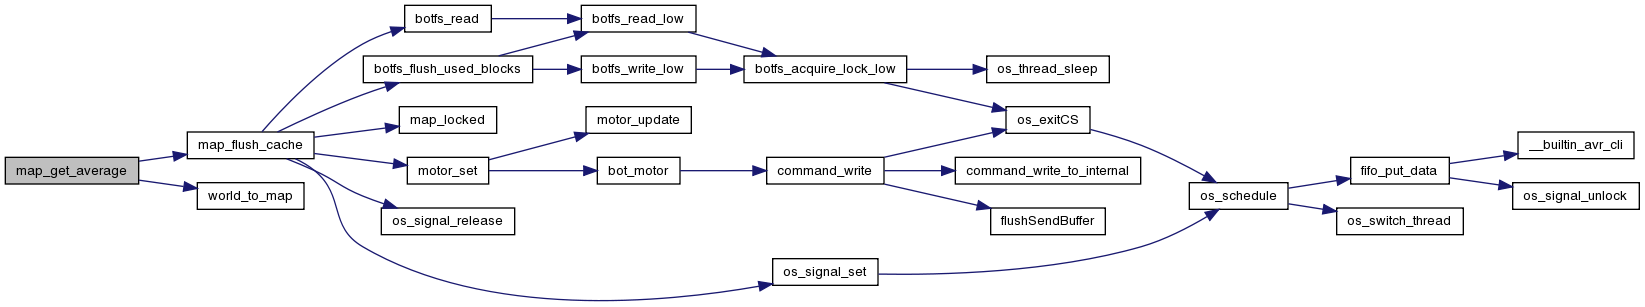 map_get_average
map_flush_cache
world_to_map
botfs_read
botfs_flush_used_blocks
map_locked
motor_set
os_signal_release
botfs_read_low
botfs_write_low
motor_update
bot_motor
botfs_acquire_lock_low
command_write
os_signal_set
os_thread_sleep
os_exitCS
command_write_to_internal
flushSendBuffer
os_schedule
fifo_put_data
os_switch_thread
__builtin_avr_cli
os_signal_unlock